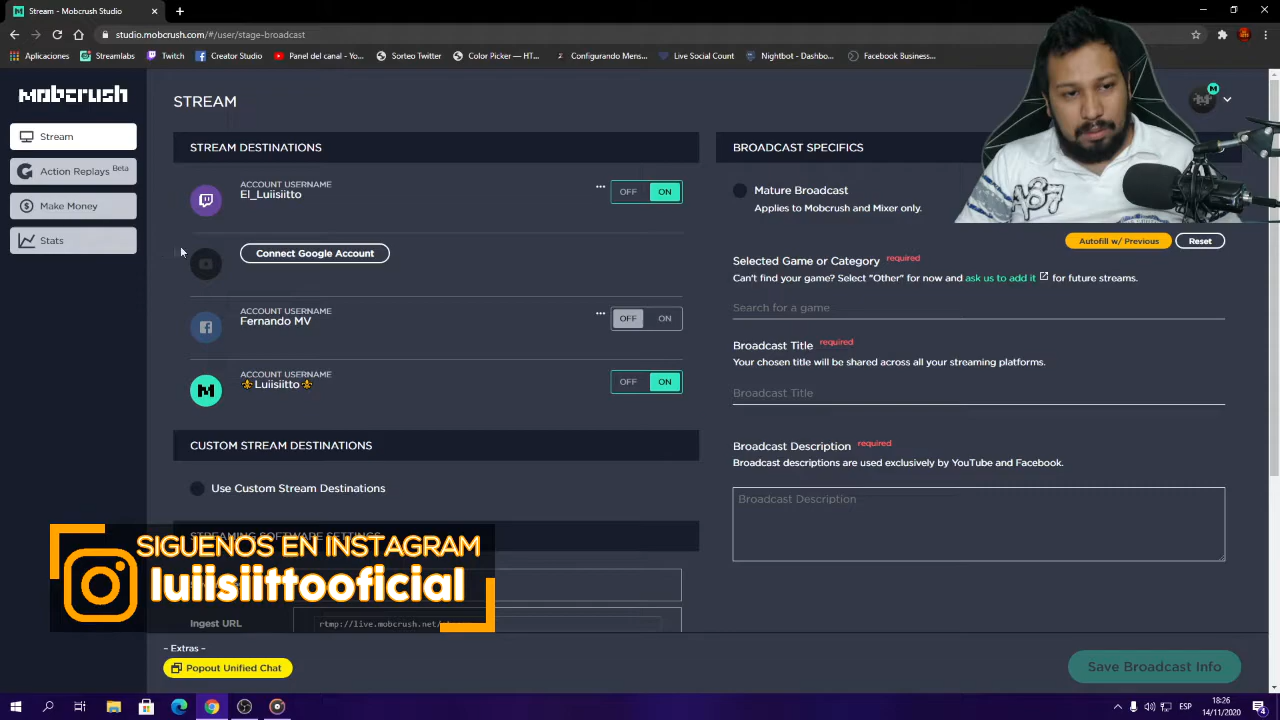 Stream - Mobcrush Studio
studio.mobcrush.com/#/user/stage-broadcast
Aplicaciones
Streamlabs
Twitch
Creator Studio
Panel del canal - Yo...
Sorteo Twitter
Color Picker — HT...
Configurando Mens...
Live Social Count
Nightbot - Dashbo...
Facebook Business...
MOBCRUSH
Stream
Action Replays Beta
Make Money
Stats
STREAM
STREAM DESTINATIONS
ACCOUNT USERNAME
El_Luiisiitto
OFF ON
Connect Google Account
ACCOUNT USERNAME
Fernando MV
OFF ON
ACCOUNT USERNAME
⚜Luiisiitto⚜
OFF ON
CUSTOM STREAM DESTINATIONS
Use Custom Stream Destinations
STREAMING SOFTWARE SETTINGS
Ingest URL
rtmp://live.mobcrush.net/
BROADCAST SPECIFICS
Mature Broadcast
Applies to Mobcrush and Mixer only.
Autofill w/ Previous
Reset
Selected Game or Category required
Can't find your game? Select "Other" for now and ask us to add it for future streams.
Search for a game
Broadcast Title required
Your chosen title will be shared across all your streaming platforms.
Broadcast Title
Broadcast Description required
Broadcast descriptions are used exclusively by YouTube and Facebook.
Broadcast Description
SIGUENOS EN INSTAGRAM
luiisiittooficial
~ Extras ~
Popout Unified Chat
Save Broadcast Info
ESP
18:26
14/11/2020
4